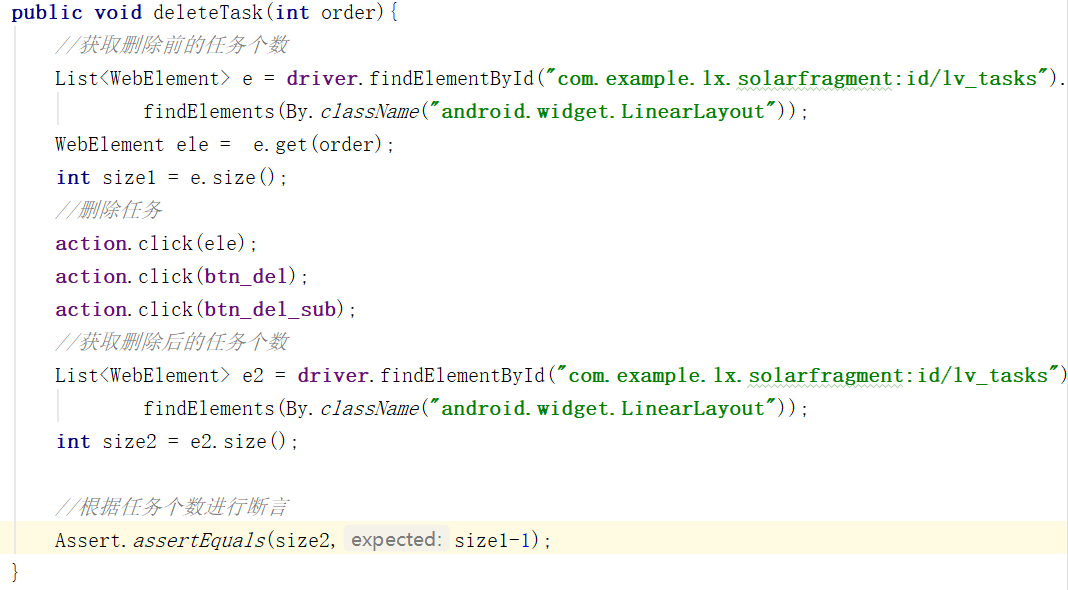 public void deleteTask(int order){
//获取删除前的任务个数
List<WebElement> e = driver.findElementById("com.example.lx.solarfragment:id/lv_tasks").
findElements(By.className("android.widget.LinearLayout"));
WebElement ele =  e.get(order);
int size1 = e.size();
//删除任务
action.click(ele);
action.click(btn_del);
action.click(btn_del_sub);
//获取删除后的任务个数
List<WebElement> e2 = driver.findElementById("com.example.lx.solarfragment:id/lv_tasks")
findElements(By.className("android.widget.LinearLayout"));
int size2 = e2.size();
//根据任务个数进行断言
Assert.assertEquals(size2, expected: size1-1);
}